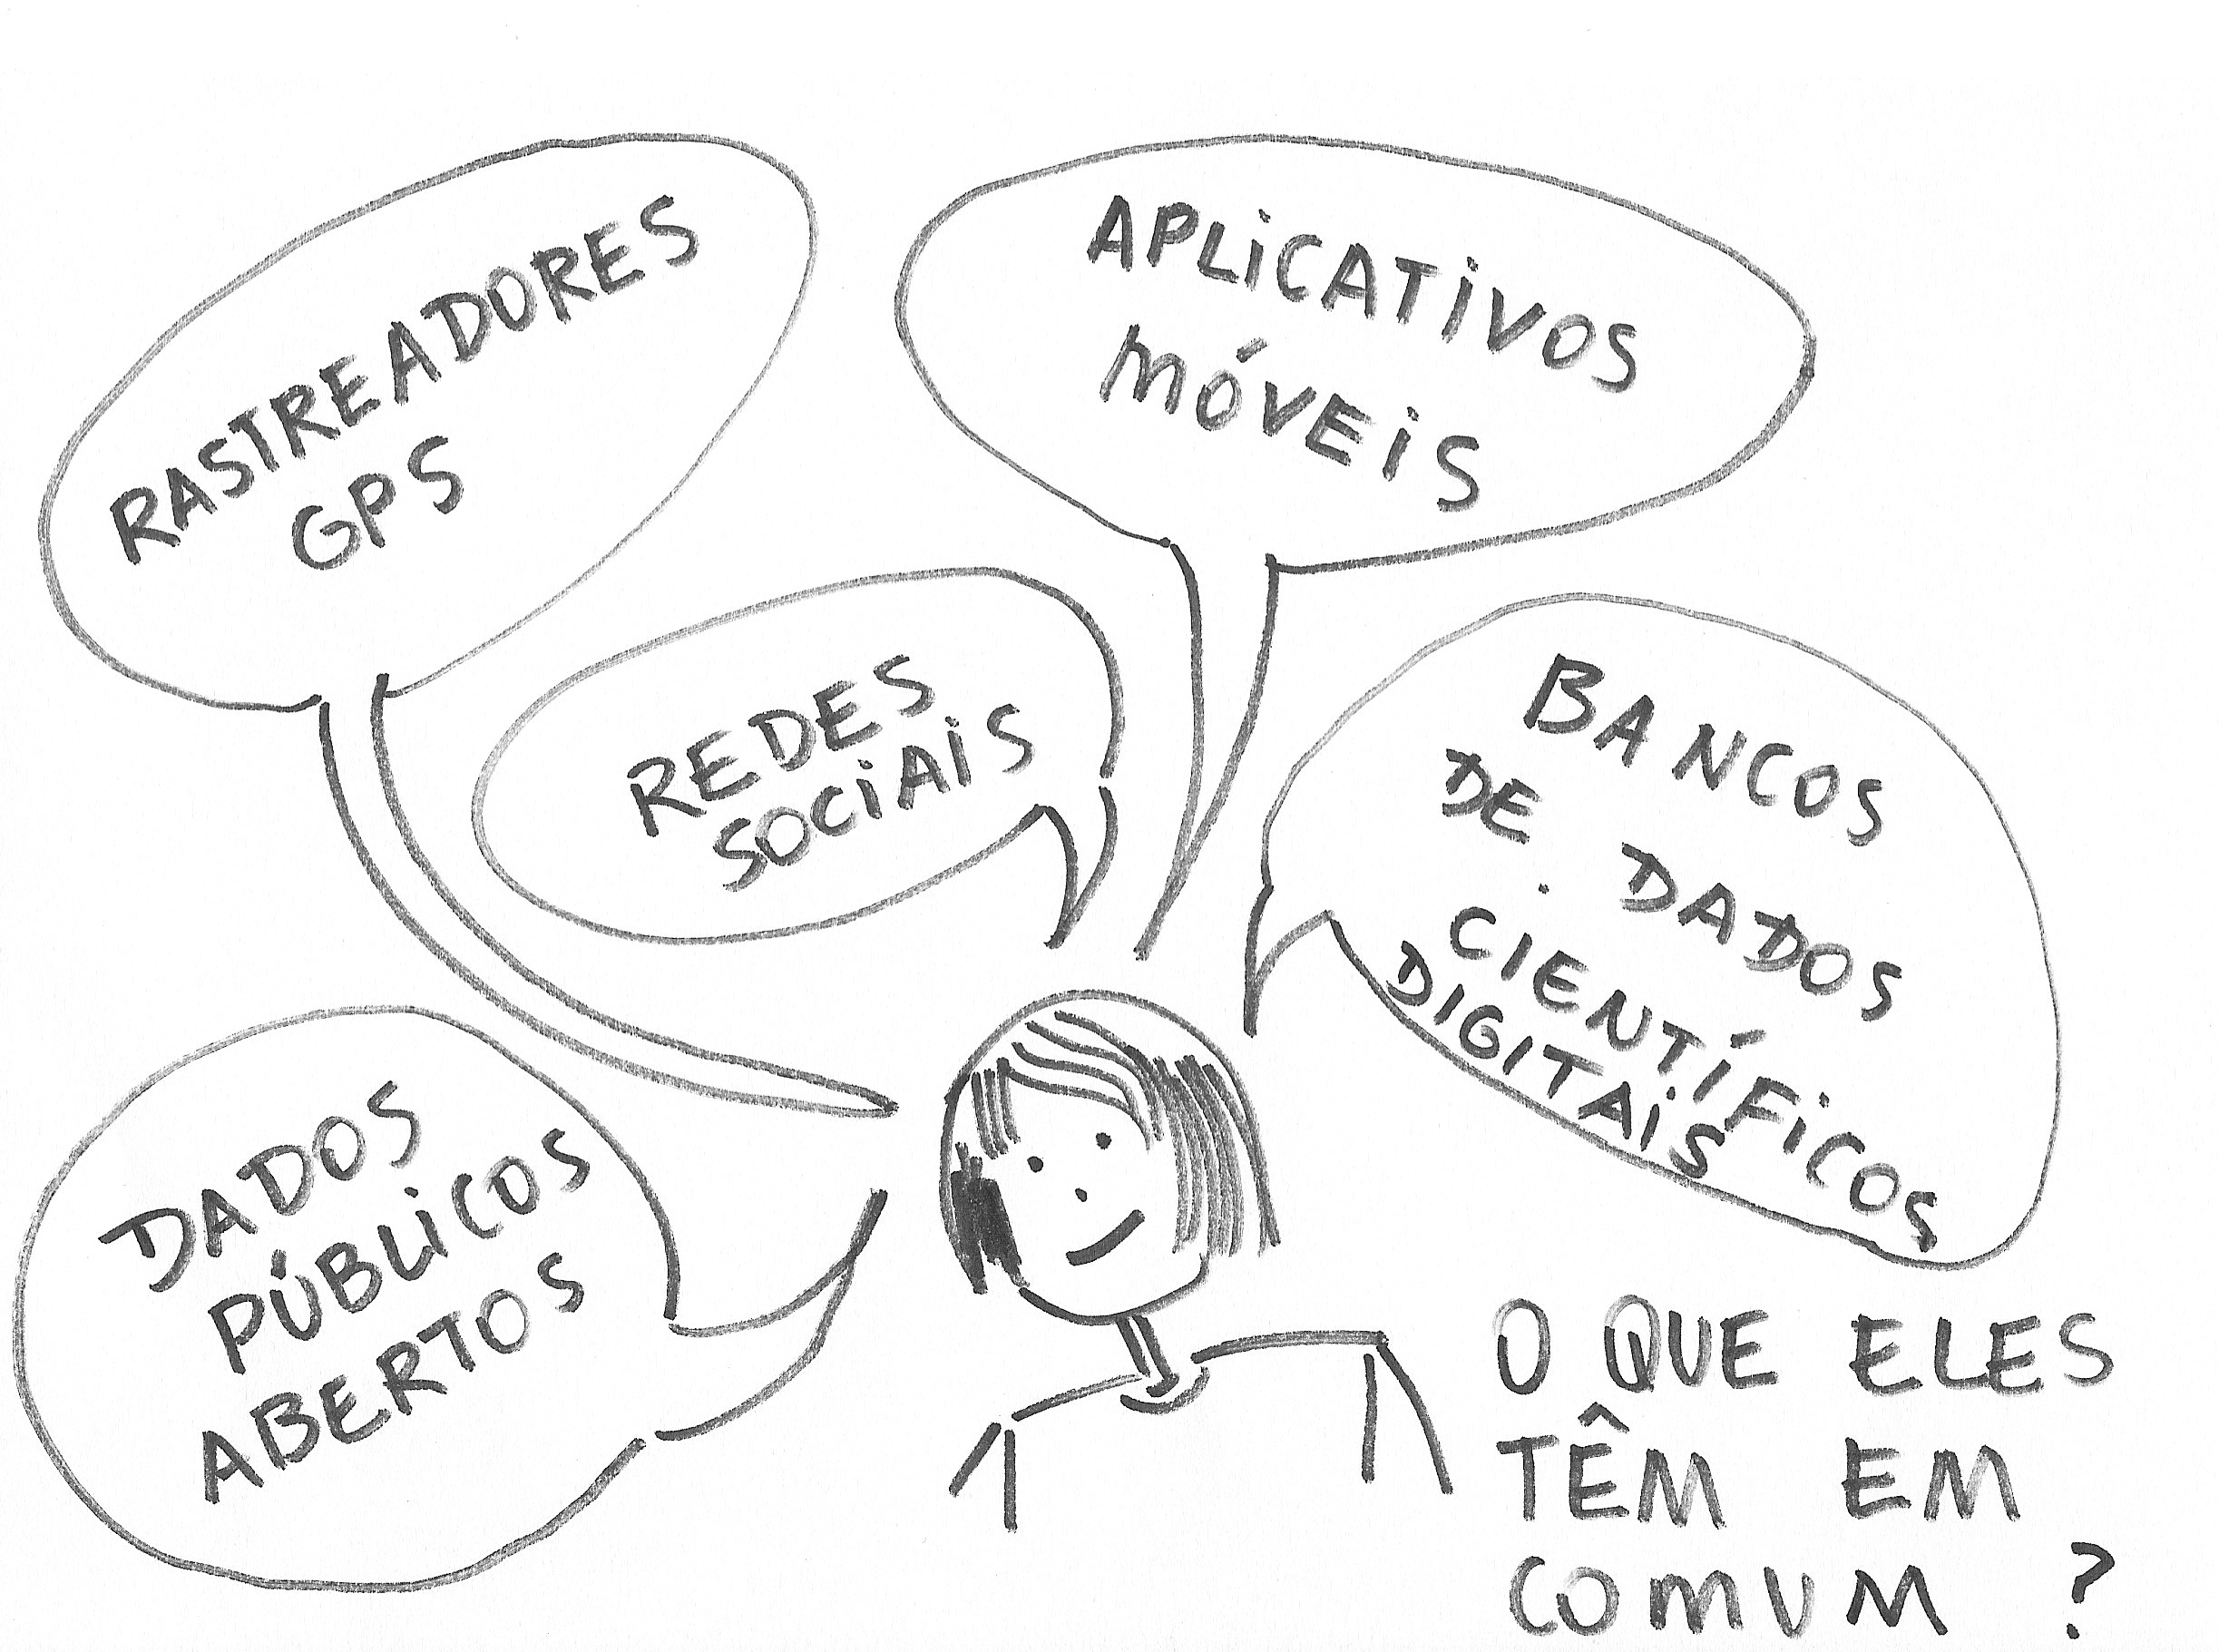 RASTREADORES
GPS
APLICATIVOS
MÓVEIS
REDES
SOCIAIS
BANCOS
DE DADOS
CIENTÍFICOS
DIGITAIS
DADOS
PÚBLICOS
ABERTOS
O QUE ELES
TÊM EM
COMUM ?